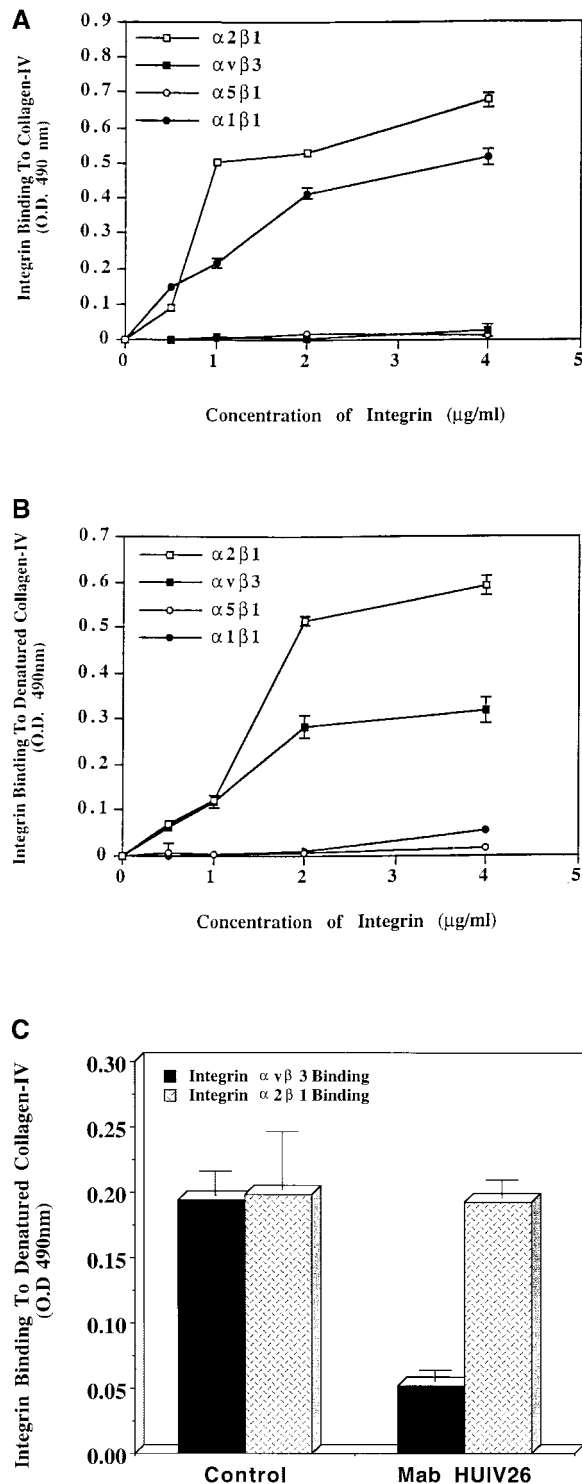 A
Integrin Binding To Collagen-IV
(O.D. 490 nm)
0.9
0.8
0.7
0.6
0.5
0.4
0.3
0.2
0.1
0
α2β1
αvβ3
α5β1
α1β1
0 1 2 3 4 5
Concentration of Integrin (µg/ml)
B
Integrin Binding To Denatured Collagen-IV
(O.D. 490nm)
0.7
0.6
0.5
0.4
0.3
0.2
0.1
0
α2β1
αvβ3
α5β1
α1β1
0 1 2 3 4 5
Concentration of Integrin (µg/ml)
C
Integrin Binding To Denatured Collagen-IV
(O.D 490nm)
0.30
0.25
0.20
0.15
0.10
0.05
0.00
Integrin αvβ3 Binding
Integrin α2β1 Binding
Control Mab HUIV26